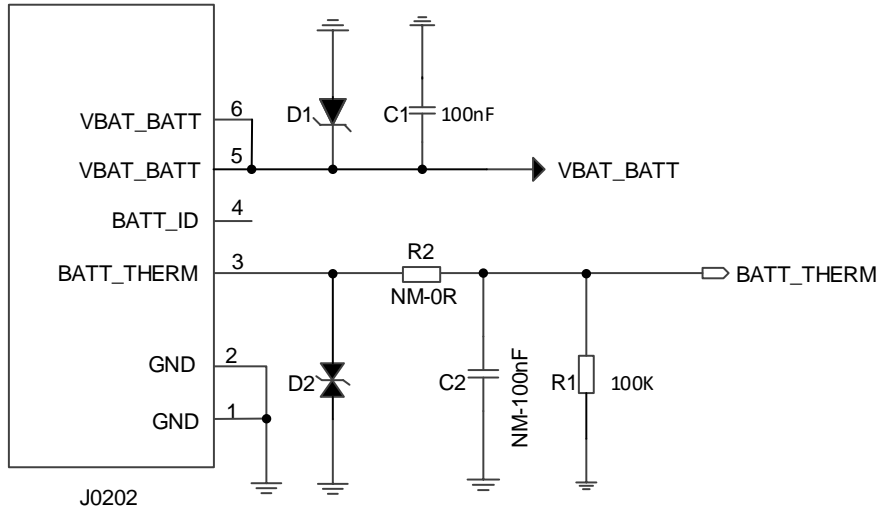 VBAT_BATT
6
D1
C1
100nF
VBAT_BATT
5
VBAT_BATT
BATT_ID
4
BATT_THERM
3
R2
NM-0R
BATT_THERM
GND
2
D2
C2
NM-100nF
R1
100K
GND
1
J0202